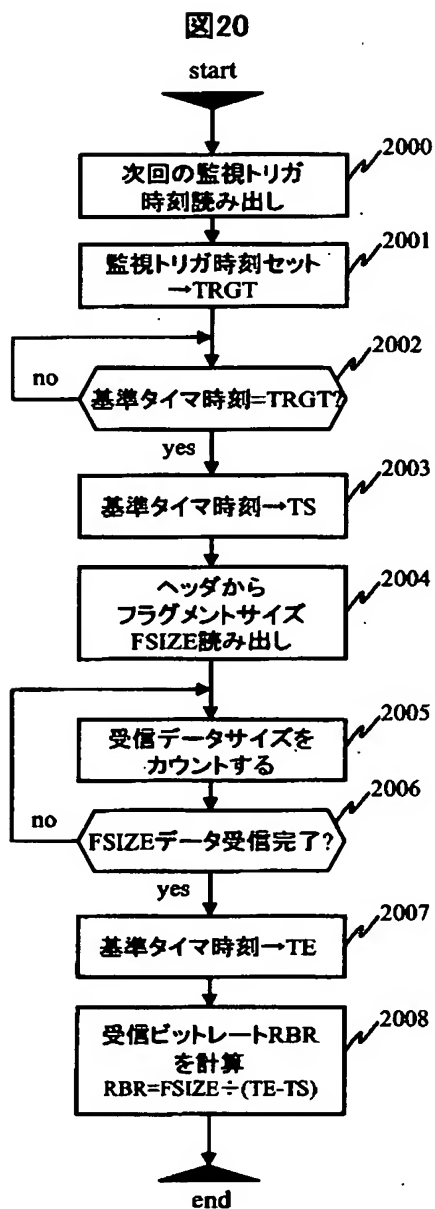 図20
start
2000
次回の監視トリガ
時刻読み出し
2001
監視トリガ時刻セット
→TRGT
2002
no
基準タイマ時刻=TRGT?
yes
2003
基準タイマ時刻→TS
2004
ヘッダから
フラグメントサイズ
FSIZE読み出し
2005
受信データサイズを
カウントする
2006
no
FSIZEデータ受信完了?
yes
2007
基準タイマ時刻→TE
2008
受信ビットレートRBR
を計算
RBR=FSIZE÷(TE-TS)
end